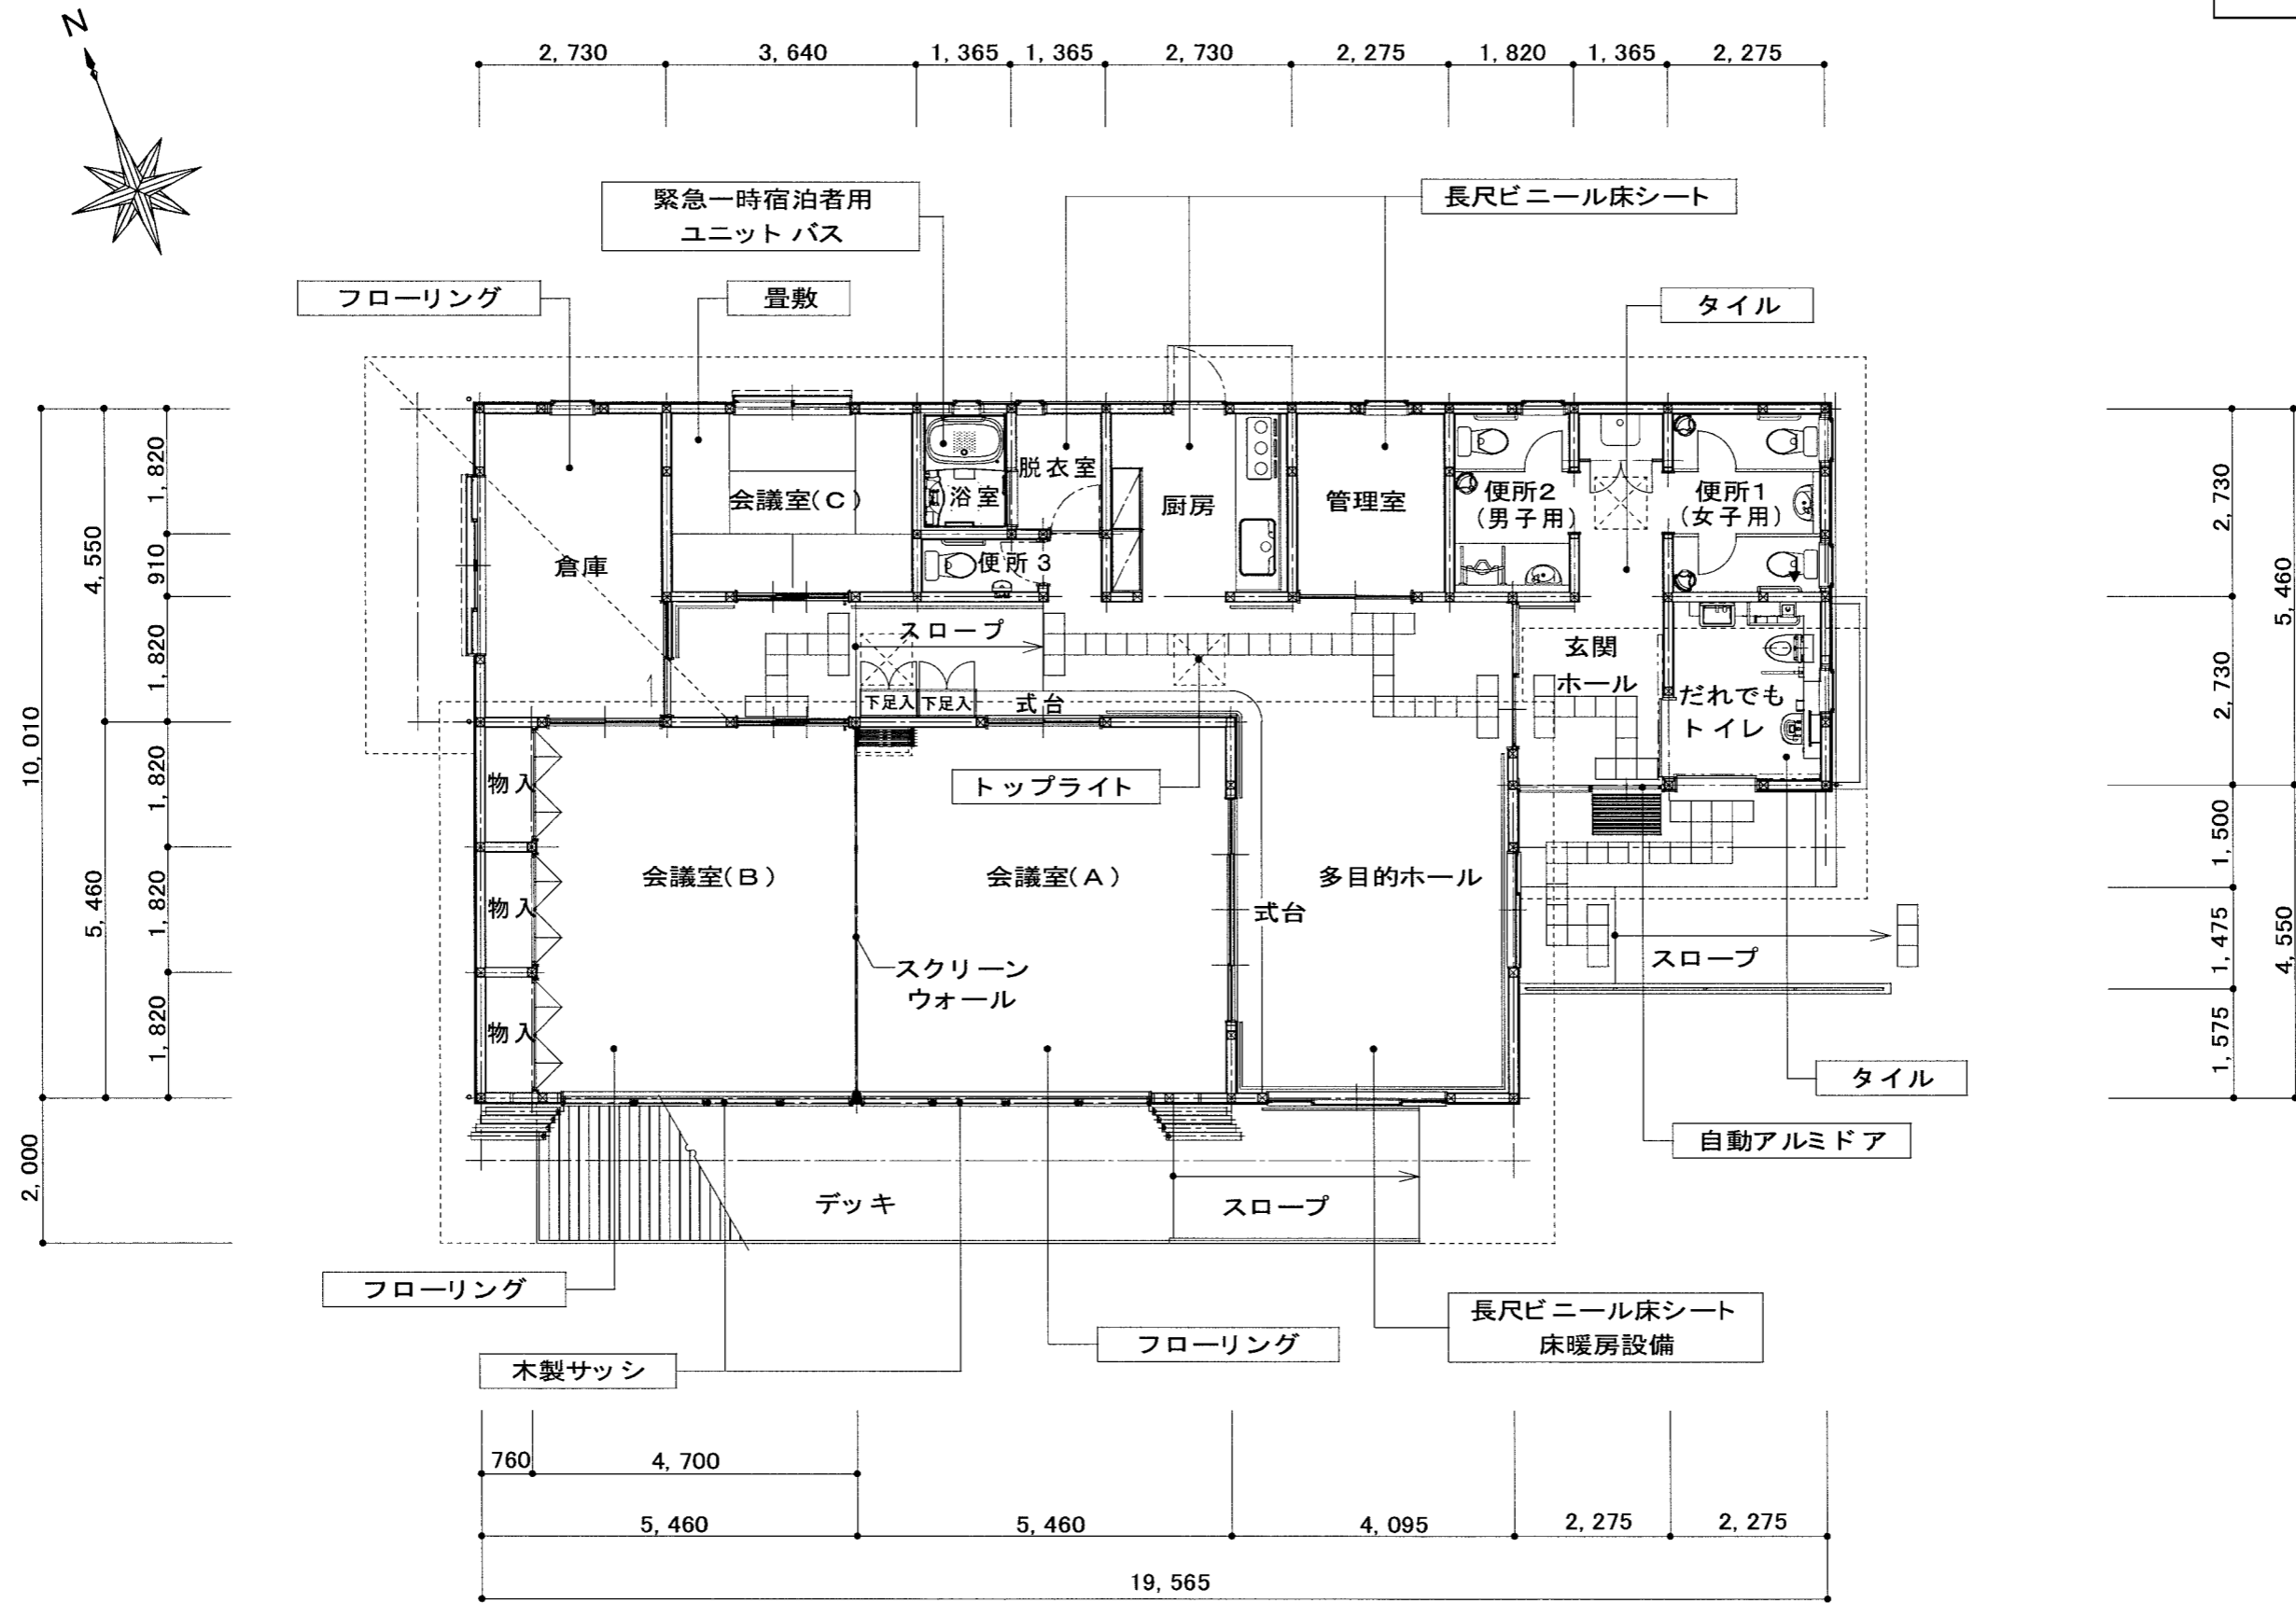 N
2,730
3,640
1,365
1,365
2,730
2,275
1,820
1,365
2,275
緊急一時宿泊者用
ユニットバス
長尺ビニール床シート
フローリング
畳敷
タイル
1,820
910
1,820
1,820
1,820
1,820
4,550
5,460
10,010
2,000
2,730
2,730
1,500
1,475
1,575
5,460
4,550
倉庫
会議室(C)
浴室
脱衣室
便所3
厨房
管理室
便所2
(男子用)
便所1
(女子用)
スロープ
下足入
下足入
式台
玄関
ホール
だれでも
トイレ
トップライト
物入
物入
物入
会議室(B)
会議室(A)
多目的ホール
式台
スクリーン
ウォール
スロープ
タイル
自動アルミドア
デッキ
スロープ
フローリング
木製サッシ
フローリング
長尺ビニール床シート
床暖房設備
760
4,700
5,460
5,460
4,095
2,275
2,275
19,565